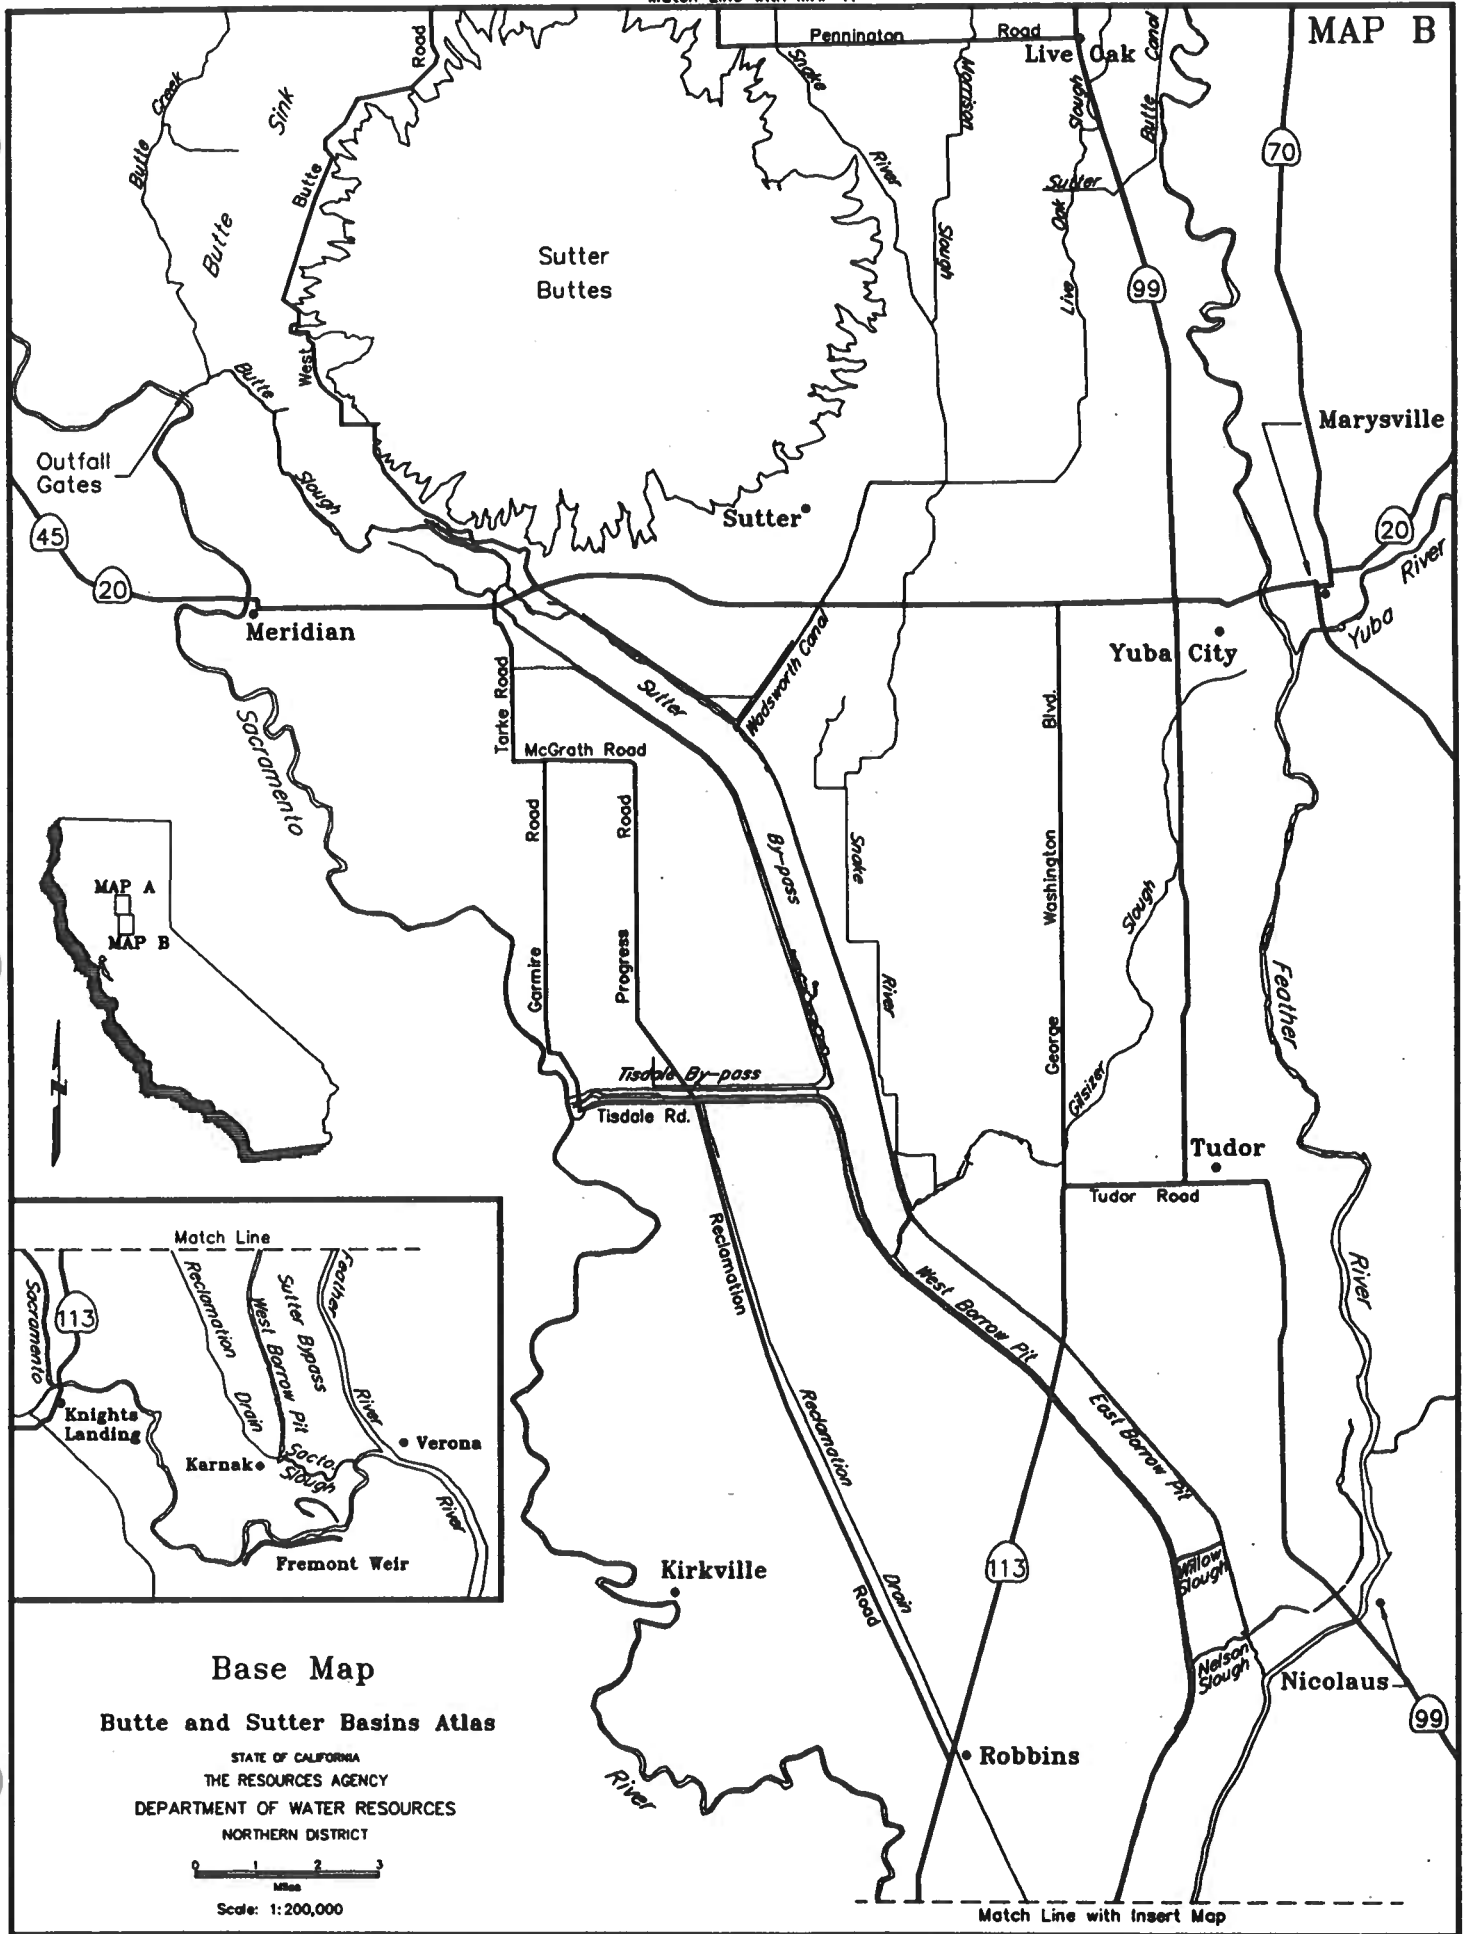 Match Line with MAP A
MAP B
Pennington Road
Live Oak
Road
Butte
West
Butte Creek
Butte Sink
Snake River
Morrison Slough
Live Oak Slough
Sutter Butte Canal
70
99
Sutter
Buttes
Outfall
Gates
Butte Slough
Marysville
Sutter
45
20
20
Yuba River
Meridian
Yuba City
Sacramento
Tarke Road
Sutter By-pass
Wadsworth Canal
McGrath Road
Garmire Road
Progress Road
Snake River
George Washington Blvd.
Gilsizer Slough
Feather River
MAP A
MAP B
N
Tisdale By-pass
Tisdale Rd.
Tudor
Tudor Road
Reclamation
Reclamation Drain
Road
West Borrow Pit
East Borrow Pit
113
Willow
Slough
Nelson
Slough
Nicolaus
99
Kirkville
Robbins
River
Match Line
Sacramento
113
Reclamation Drain
West Borrow Pit
Sutter Bypass
Feather River
Knights
Landing
Karnak
Sacto.
Slough
Verona
River
Fremont Weir
Base Map
Butte and Sutter Basins Atlas
STATE OF CALIFORNIA
THE RESOURCES AGENCY
DEPARTMENT OF WATER RESOURCES
NORTHERN DISTRICT
0 1 2 3
Miles
Scale: 1:200,000
Match Line with Insert Map